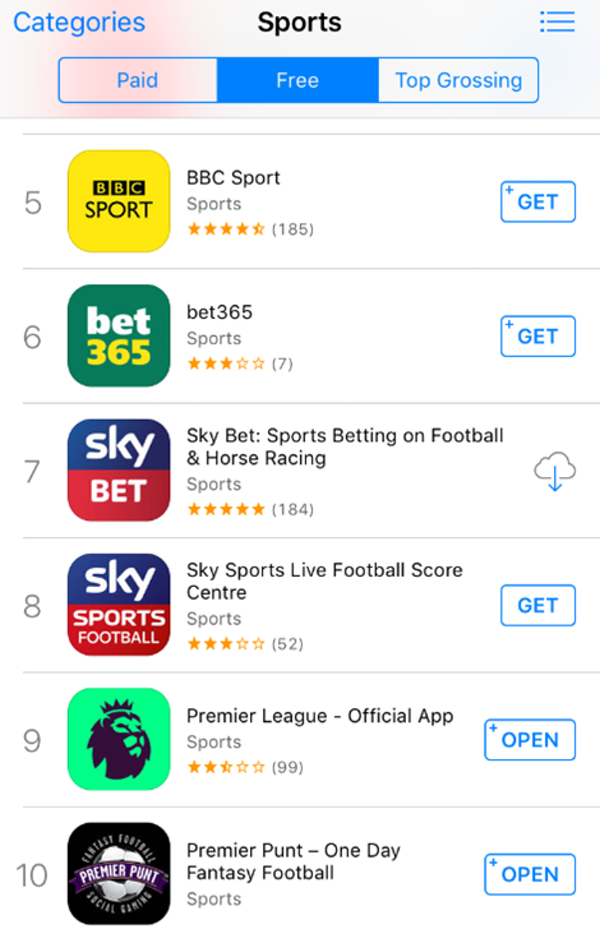 Categories
Sports
Paid
Free
Top Grossing
5
BBC
SPORT
BBC Sport
Sports
(185)
+ GET
6
bet
365
bet365
Sports
(7)
+ GET
7
sky
BET
Sky Bet: Sports Betting on Football
& Horse Racing
Sports
(184)
8
sky
SPORTS
FOOTBALL
Sky Sports Live Football Score
Centre
Sports
(52)
GET
9
Premier League - Official App
Sports
(99)
+ OPEN
10
FANTASY FOOTBALL
PREMIER PUNT
SOCIAL GAMING
Premier Punt – One Day
Fantasy Football
Sports
+ OPEN